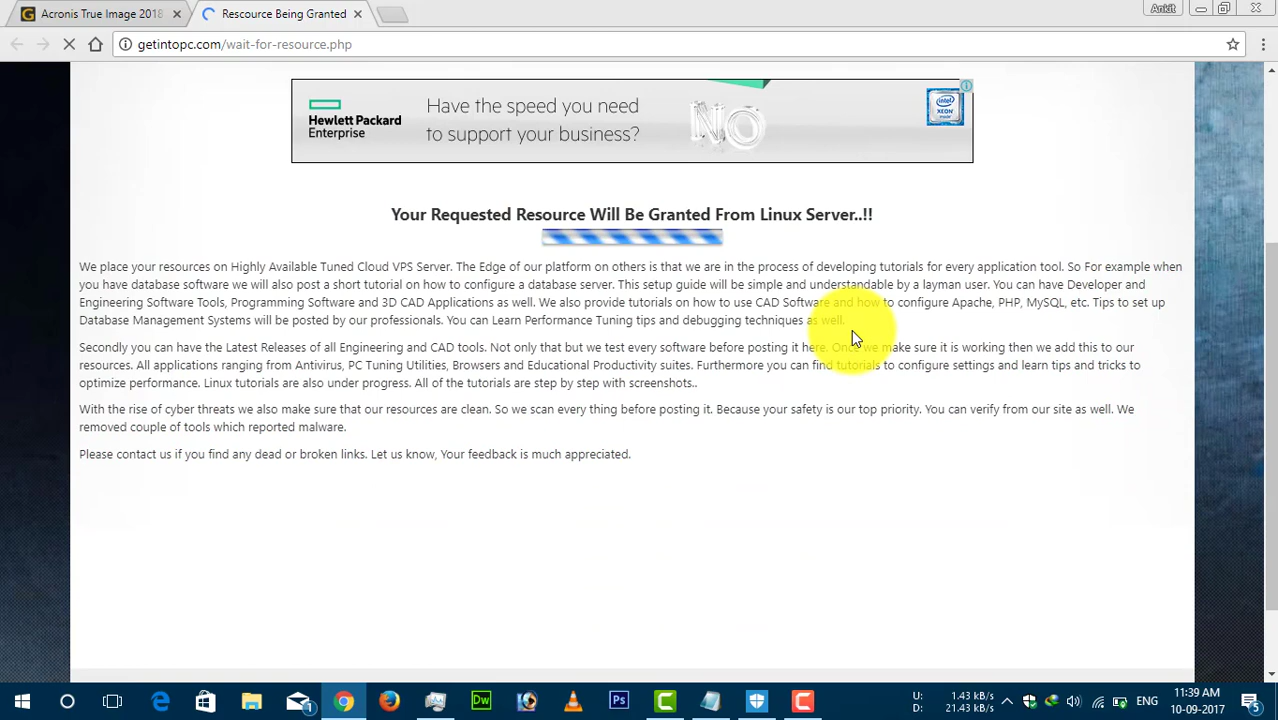 Acronis True Image 2018
Rescource Being Granted
Ankit
getintopc.com/wait-for-resource.php
Hewlett Packard
Enterprise
Have the speed you need
to support your business?
NO
intel
XEON
Your Requested Resource Will Be Granted From Linux Server..!!
We place your resources on Highly Available Tuned Cloud VPS Server. The Edge of our platform on others is that we are in the process of developing tutorials for every application tool. So For example when
you have database software we will also post a short tutorial on how to configure a database server. This setup guide will be simple and understandable by a layman user. You can have Developer and
Engineering Software Tools, Programming Software and 3D CAD Applications as well. We also provide tutorials on how to use CAD Software and how to configure Apache, PHP, MySQL, etc. Tips to set up
Database Management Systems will be posted by our professionals. You can Learn Performance Tuning tips and debugging techniques as well.
Secondly you can have the Latest Releases of all Engineering and CAD tools. Not only that but we test every software before posting it here. Once we make sure it is working then we add this to our
resources. All applications ranging from Antivirus, PC Tuning Utilities, Browsers and Educational Productivity suites. Furthermore you can find tutorials to configure settings and learn tips and tricks to
optimize performance. Linux tutorials are also under progress. All of the tutorials are step by step with screenshots..
With the rise of cyber threats we also make sure that our resources are clean. So we scan every thing before posting it. Because your safety is our top priority. You can verify from our site as well. We
removed couple of tools which reported malware.
Please contact us if you find any dead or broken links. Let us know, Your feedback is much appreciated.
U: 1.43 kB/s
D: 21.43 kB/s
ENG
11:39 AM
10-09-2017